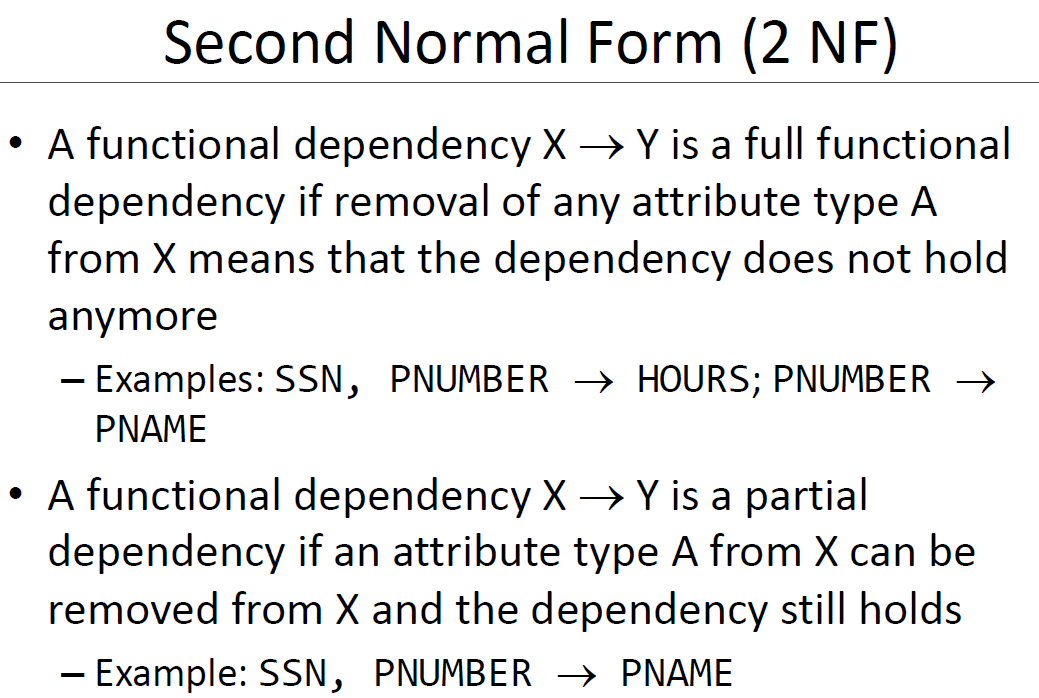 Second Normal Form (2 NF)
• A functional dependency X → Y is a full functional
dependency if removal of any attribute type A
from X means that the dependency does not hold
anymore
– Examples: SSN, PNUMBER → HOURS; PNUMBER →
PNAME
• A functional dependency X → Y is a partial
dependency if an attribute type A from X can be
removed from X and the dependency still holds
– Example: SSN, PNUMBER → PNAME